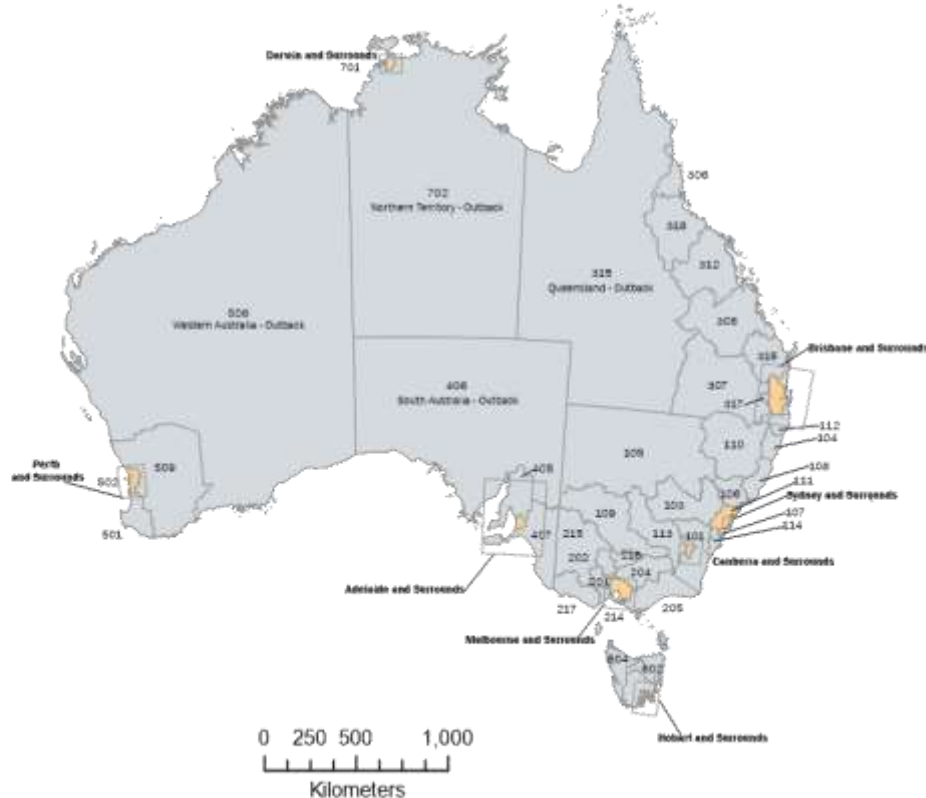 Darwin and Surrounds
701
306
702
Northern Territory - Outback
318
312
315
Queensland - Outback
308
Western Australia - Outback
319
Brisbane and Surrounds
406
South Australia - Outback
307
317
112
104
110
105
509
Perth
and Surrounds
502
501
405
108
111
106
Sydney and Surrounds
103
109
107
114
113
101
407
215
202
216
204
Canberra and Surrounds
201
Adelaide and Surrounds
217
214
205
Melbourne and Surrounds
604
Hobart and Surrounds
0 250 500 1,000
Kilometers